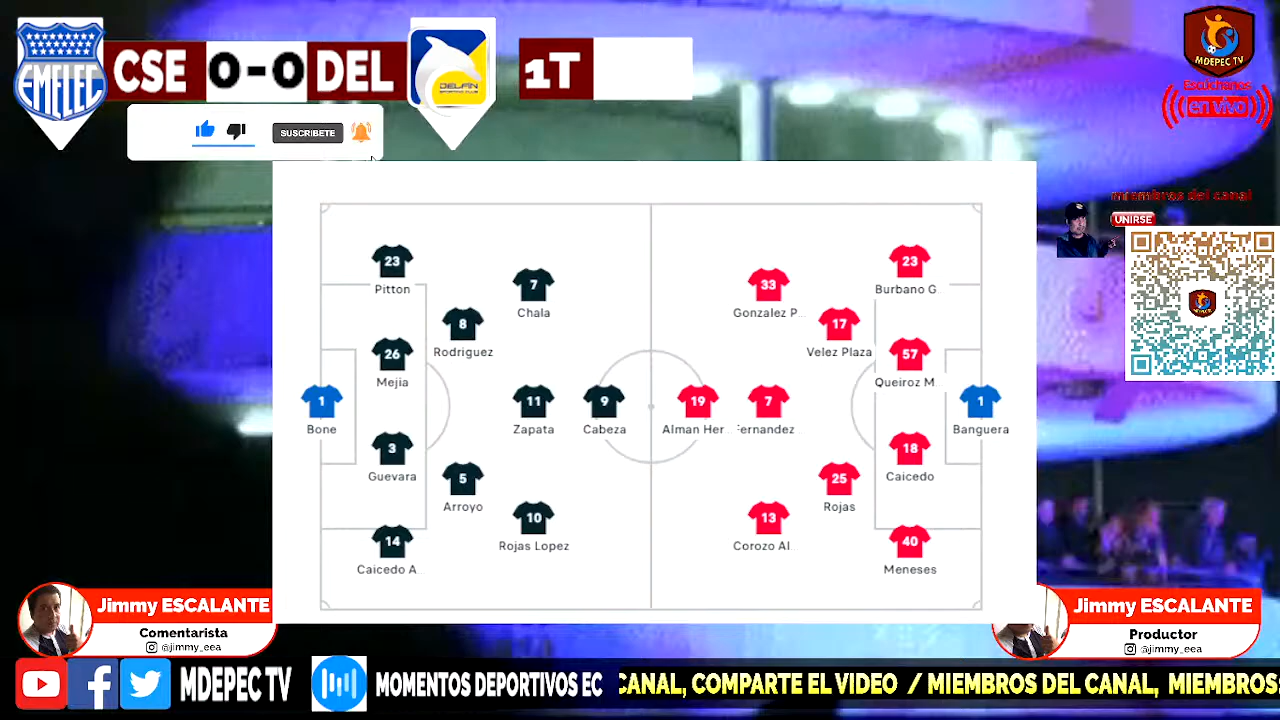 EMELEC
CSE 0-0 DEL
DELFIN
SPORTING CLUB
1T
MDEPEC TV
Escúchanos
en vivo
SUSCRIBETE
miembros del canal
UNIRSE
23
Pitton
7
Chala
33
Gonzalez P...
23
Burbano G.
8
Rodriguez
17
Velez Plaza
26
Mejia
57
Queiroz M.
1
Bone
11
Zapata
9
Cabeza
19
Alman Her...
7
Fernandez ..
1
Banguera
3
Guevara
18
Caicedo
5
Arroyo
25
Rojas
10
Rojas Lopez
13
Corozo Al...
14
Caicedo A.
40
Meneses
Jimmy ESCALANTE
Comentarista
@jimmy_eea
Jimmy ESCALANTE
Productor
@jimmy_eea
MDEPEC TV
MOMENTOS DEPORTIVOS EC
CANAL, COMPARTE EL VIDEO / MIEMBROS DEL CANAL, MIEMBROS